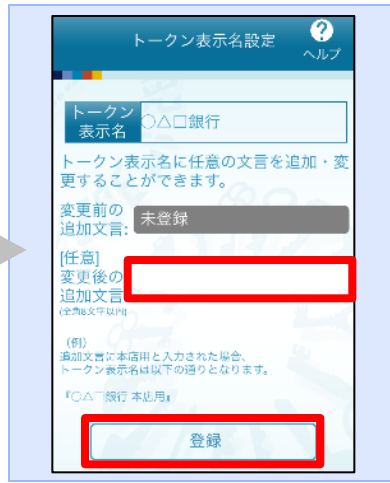 トークン表示名設定
?
ヘルプ
トークン
表示名
○△□銀行
トークン表示名に任意の文言を追加・変
更することができます。
変更前の
追加文言:
未登録
[任意]
変更後の
追加文言
(全角8文字以内)
(例)
追加文言に本店用と入力された場合、
トークン表示名は以下の通りとなります。
『○△□銀行 本店用』
登録